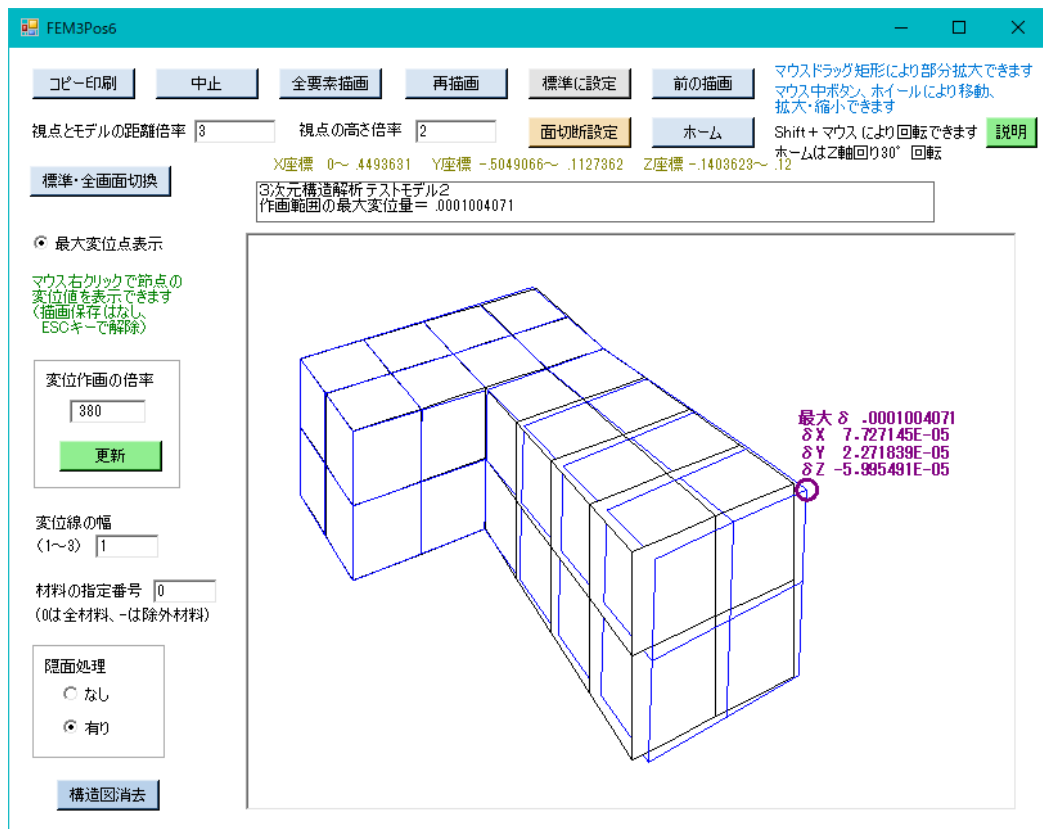 FEM3Pos6
コピー印刷 中止 全要素描画 再描画 標準に設定 前の描画
マウスドラッグ矩形により部分拡大できます
マウス中ボタン、ホイールにより移動、
拡大・縮小できます
視点とモデルの距離倍率 3 視点の高さ倍率 2 面切断設定 ホーム
Shift+マウスにより回転できます 説明
ホームはZ軸回り30° 回転
X座標 0~ .4493631 Y座標 -.5049066~ .1127362 Z座標 -.1403623~ .12
標準・全画面切換
3次元構造解析テストモデル2
作画範囲の最大変位量= .0001004071
最大変位点表示
マウス右クリックで節点の
変位値を表示できます
(描画保存はなし、
ESCキーで解除)
変位作画の倍率
380
更新
最大δ .0001004071
δX 7.727145E-05
δY 2.271839E-05
δZ -5.995491E-05
変位線の幅
(1~3) 1
材料の指定番号 0
(0は全材料、-は除外材料)
隠面処理
なし
有り
構造図消去